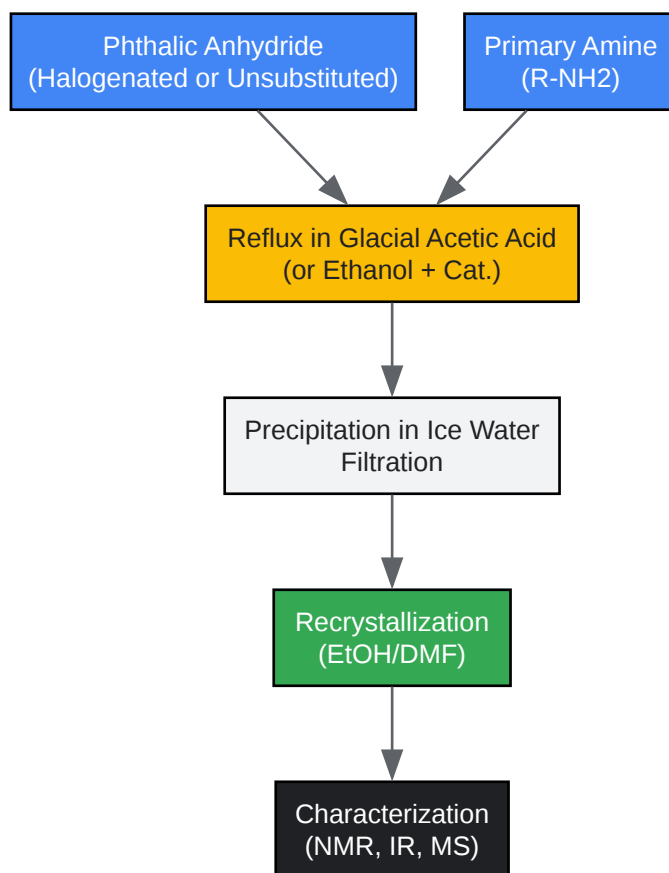 Phthalic Anhydride
(Halogenated or Unsubstituted)
Primary Amine
(R-NH2)
Reflux in Glacial Acetic Acid
(or Ethanol + Cat.)
Precipitation in Ice Water
Filtration
Recrystallization
(EtOH/DMF)
Characterization
(NMR, IR, MS)